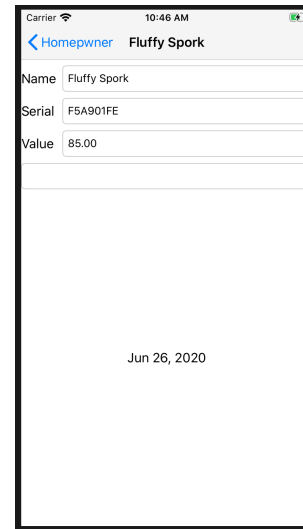 Carrier 10:46 AM
Homepwner Fluffy Spork
Name Fluffy Spork
Serial F5A901FE
Value 85.00
Jun 26, 2020